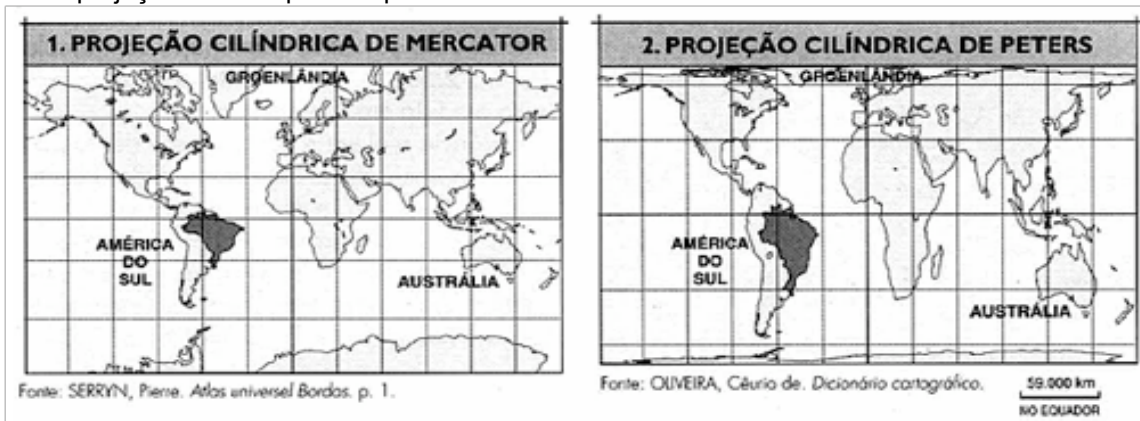 1. PROJEÇÃO CILÍNDRICA DE MERCATOR
GROENLÂNDIA
AMÉRICA
DO
SUL
AUSTRÁLIA
Fonte: SERRYN, Pierre. Atlas universel Bordas. p. 1.
2. PROJEÇÃO CILÍNDRICA DE PETERS
GROENLÂNDIA
AMÉRICA
DO
SUL
AUSTRÁLIA
Fonte: OLIVEIRA, Cêurio de. Dicionário cartográfico.
59.000 km
NO EQUADOR